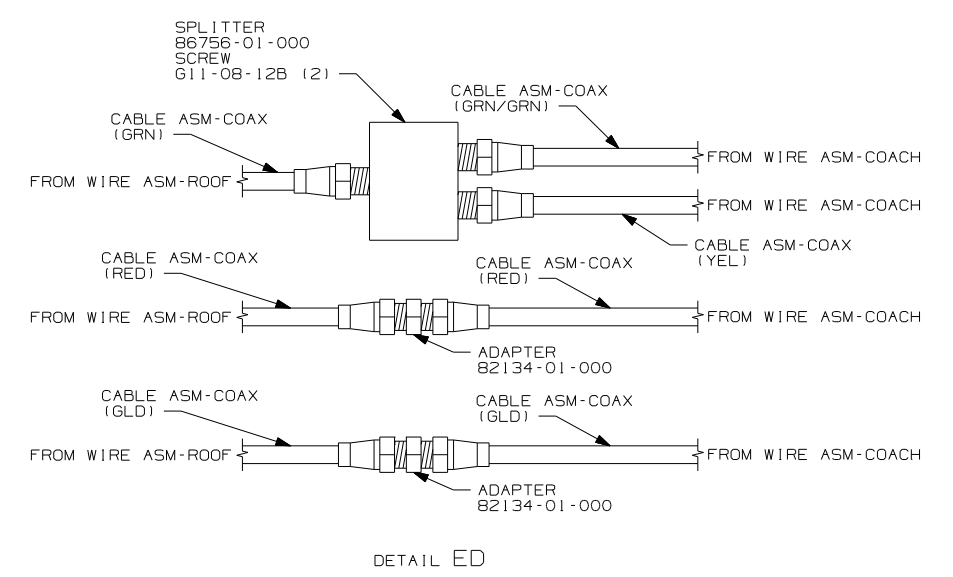 SPLITTER
86756-01-000
SCREW
G11-08-12B (2)
CABLE ASM-COAX
(GRN/GRN)
CABLE ASM-COAX
(GRN)
FROM WIRE ASM-COACH
FROM WIRE ASM-ROOF
FROM WIRE ASM-COACH
CABLE ASM-COAX
(YEL)
CABLE ASM-COAX
(RED)
CABLE ASM-COAX
(RED)
FROM WIRE ASM-ROOF
FROM WIRE ASM-COACH
ADAPTER
82134-01-000
CABLE ASM-COAX
(GLD)
CABLE ASM-COAX
(GLD)
FROM WIRE ASM-ROOF
FROM WIRE ASM-COACH
ADAPTER
82134-01-000
DETAIL ED